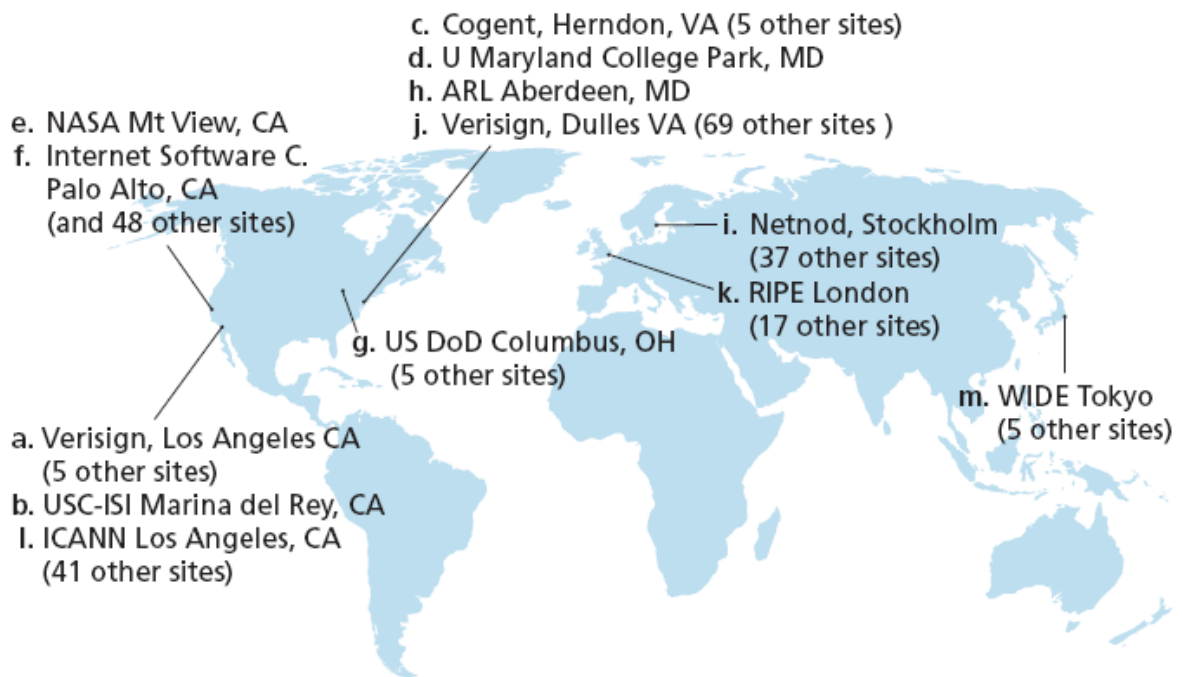 c. Cogent, Herndon, VA (5 other sites)
d. U Maryland College Park, MD
h. ARL Aberdeen, MD
j. Verisign, Dulles VA (69 other sites )
e. NASA Mt View, CA
f. Internet Software C.
Palo Alto, CA
(and 48 other sites)
i. Netnod, Stockholm
(37 other sites)
k. RIPE London
(17 other sites)
g. US DoD Columbus, OH
(5 other sites)
m. WIDE Tokyo
(5 other sites)
a. Verisign, Los Angeles CA
(5 other sites)
b. USC-ISI Marina del Rey, CA
l. ICANN Los Angeles, CA
(41 other sites)